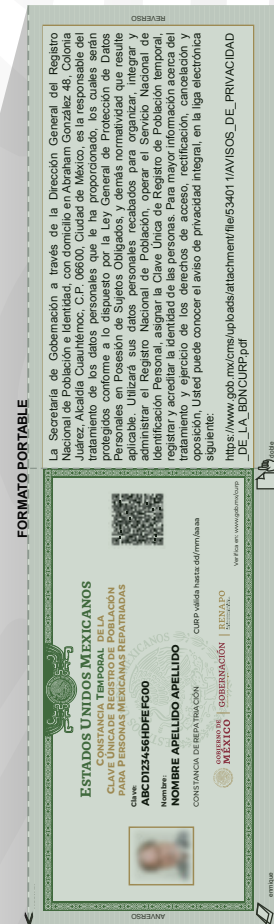 FORMATO PORTABLE
ANVERSO
ESTADOS UNIDOS MEXICANOS
CONSTANCIA TEMPORAL DE LA
CLAVE ÚNICA DE REGISTRO DE POBLACIÓN
PARA PERSONAS MEXICANAS REPATRIADAS
Clave:
ABCD123456HDFEFG00
Nombre:
NOMBRE APELLIDO APELLIDO
CONSTANCIA DE REPATRIACIÓN
CURP válida hasta: dd/mm/aaaa
GOBIERNO DE
MÉXICO
GOBERNACIÓN
RENAPO
Verifica en: www.gob.mx/curp
REVERSO
La Secretaría de Gobernación a través de la Dirección General del Registro
Nacional de Población e Identidad, con domicilio en Abraham González 48, Colonia
Juárez, Alcaldía Cuauhtémoc, C.P. 06600, Ciudad de México, es la responsable del
tratamiento de los datos personales que le ha proporcionado, los cuales serán
protegidos conforme a lo dispuesto por la Ley General de Protección de Datos
Personales en Posesión de Sujetos Obligados, y demás normatividad que resulte
aplicable. Utilizará sus datos personales recabados para organizar, integrar y
administrar el Registro Nacional de Población, operar el Servicio Nacional de
Identificación Personal, asignar la Clave Única de Registro de Población temporal,
registrar y acreditar la identidad de las personas. Para mayor información acerca del
tratamiento y ejercicio de los derechos de acceso, rectificación, cancelación y
oposición, Usted puede conocer el aviso de privacidad integral, en la liga electrónica
siguiente:
https://www.gob.mx/cms/uploads/attachment/file/534011/AVISOS_DE_PRIVACIDAD
_DE_LA_BDNCURP.pdf
doble
enmique